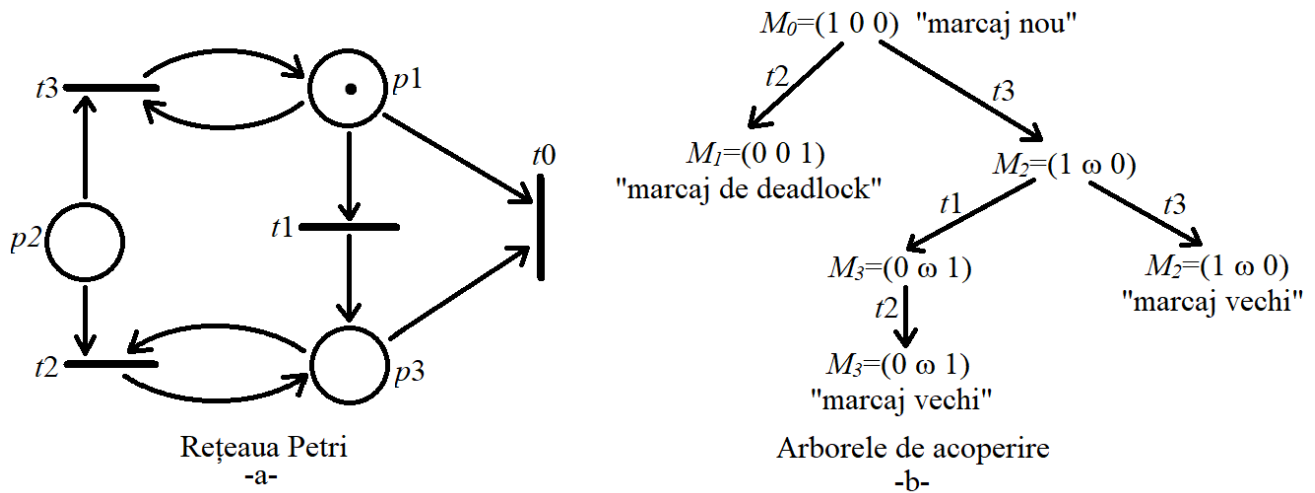 M0=(1 0 0) "marcaj nou"
t3
p1
t2
t3
t0
M1=(0 0 1)
"marcaj de deadlock"
M2=(1 ω 0)
p2
t1
t1
t3
M3=(0 ω 1)
M2=(1 ω 0)
"marcaj vechi"
t2
t2
p3
M3=(0 ω 1)
"marcaj vechi"
Rețeaua Petri
-a-
Arborele de acoperire
-b-